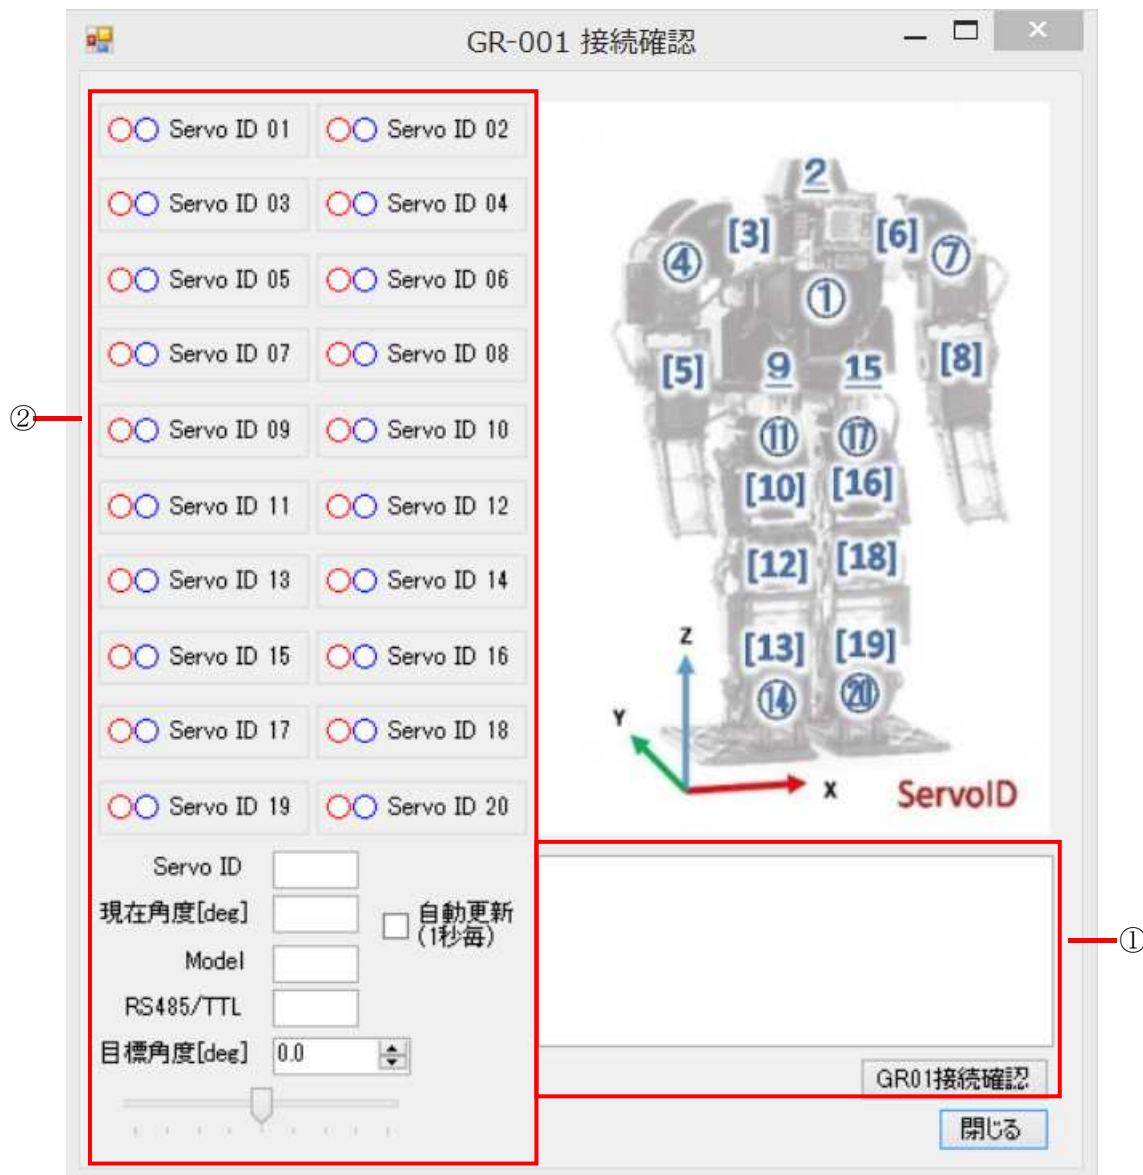 GR-001 接続確認
Servo ID 01 Servo ID 02
Servo ID 03 Servo ID 04
Servo ID 05 Servo ID 06
Servo ID 07 Servo ID 08
Servo ID 09 Servo ID 10
Servo ID 11 Servo ID 12
Servo ID 13 Servo ID 14
Servo ID 15 Servo ID 16
Servo ID 17 Servo ID 18
Servo ID 19 Servo ID 20
②
Servo ID
現在角度[deg]
自動更新
(1秒毎)
Model
RS485/TTL
目標角度[deg] 0.0
2
[3] [6]
④ ⑦
①
[5] 9 15 [8]
⑪ ⑰
[10] [16]
[12] [18]
[13] [19]
⑭ ⑳
Z
Y
X
ServoID
①
GR01接続確認
閉じる